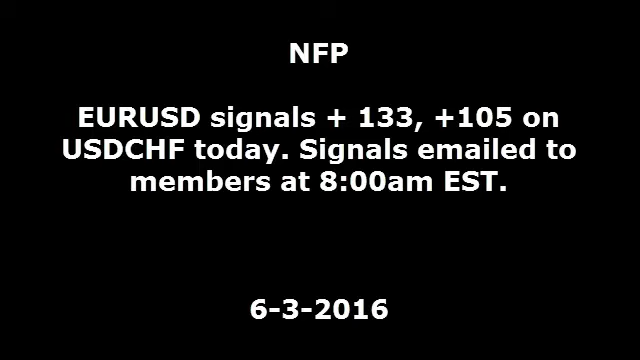 NFP
EURUSD signals + 133, +105 on
USDCHF today. Signals emailed to
members at 8:00am EST.
6-3-2016